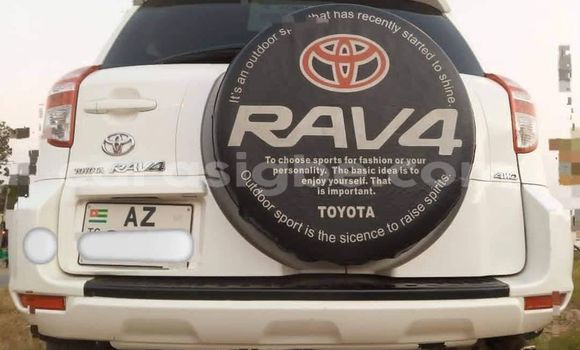 It's an outdoor sp that has recently started to shine.
TOYOTA RAV4
RAV4
To choose sports for fashion or your
personality. The basic idea is to
enjoy yourself. That
is important.
TOYOTA
Outdoor sport is the sicence to raise spirits.
4WD
AZ